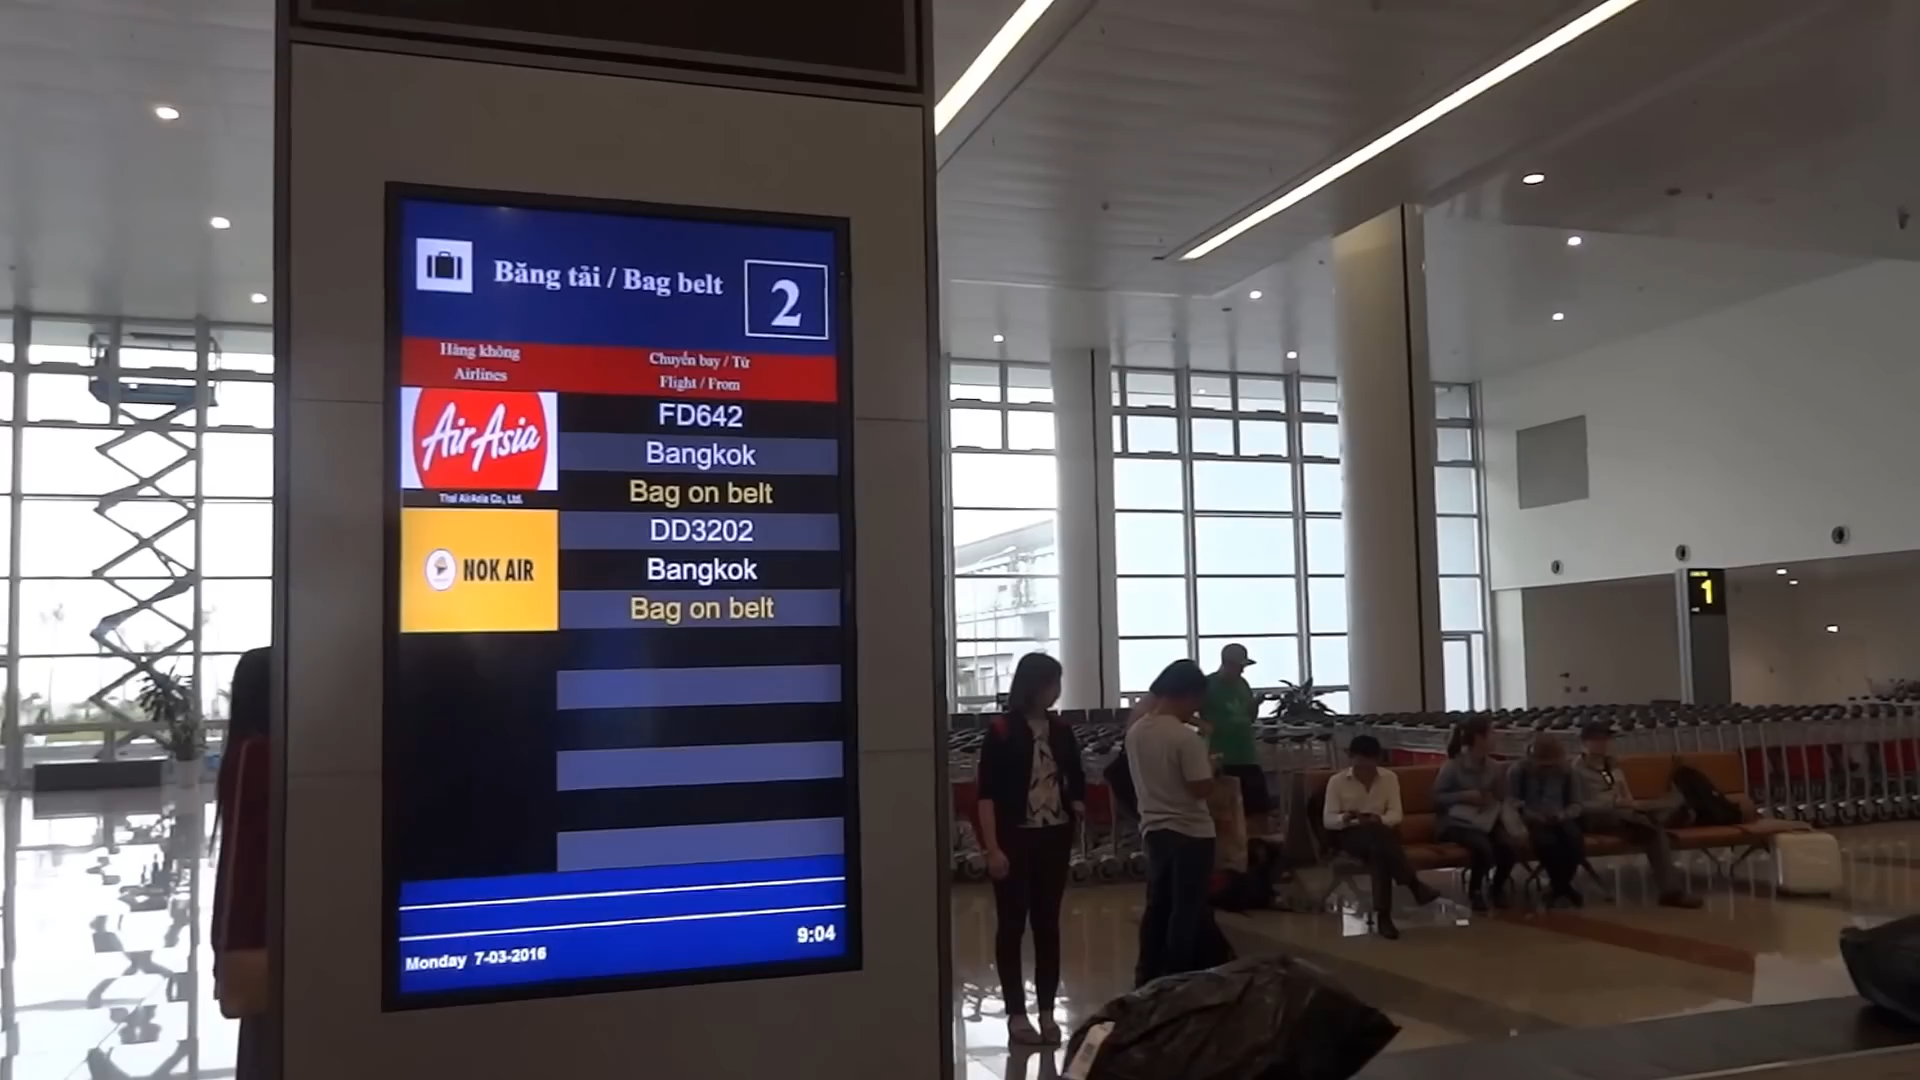 Băng tải / Bag belt
2
Hàng không
Airlines
Chuyến bay / Từ
Flight / From
AirAsia
Thai AirAsia Co., Ltd.
FD642
Bangkok
Bag on belt
NOK AIR
DD3202
Bangkok
Bag on belt
9:04
Monday 7-03-2016
1